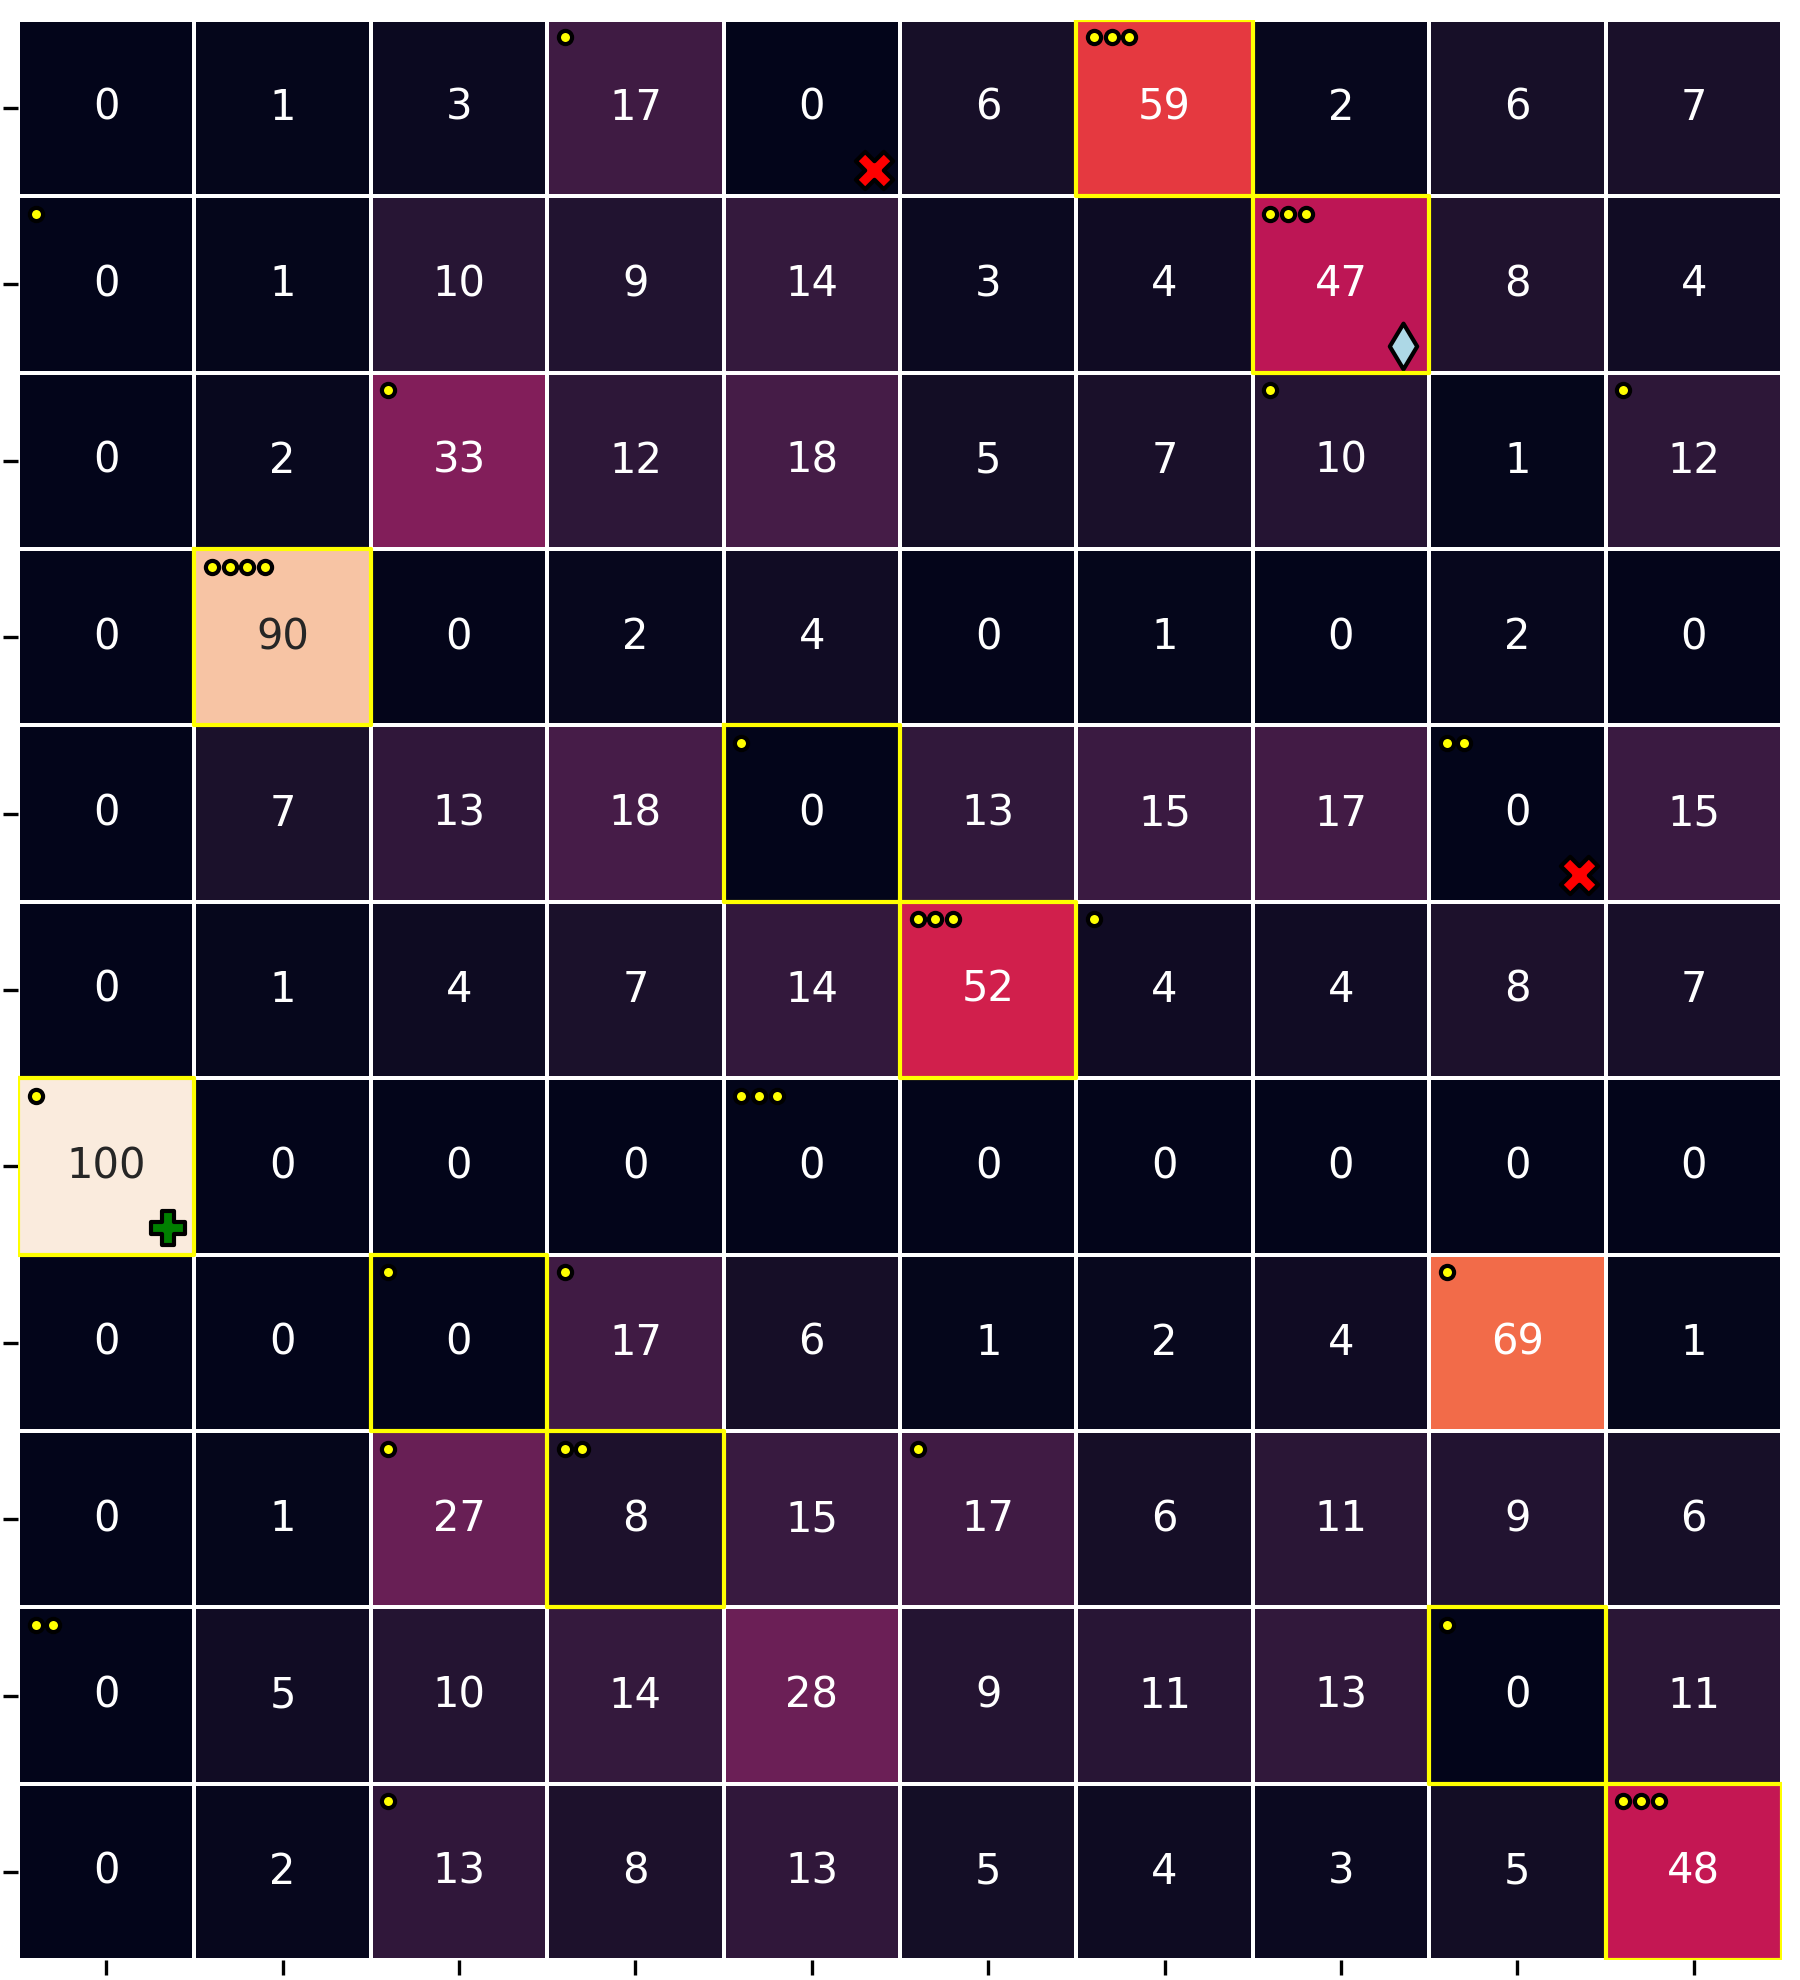 0 1 3 17 0 6 59 2 6 7
0 1 10 9 14 3 4 47 8 4
0 2 33 12 18 5 7 10 1 12
0 90 0 2 4 0 1 0 2 0
0 7 13 18 0 13 15 17 0 15
0 1 4 7 14 52 4 4 8 7
100 0 0 0 0 0 0 0 0 0
0 0 0 17 6 1 2 4 69 1
0 1 27 8 15 17 6 11 9 6
0 5 10 14 28 9 11 13 0 11
0 2 13 8 13 5 4 3 5 48